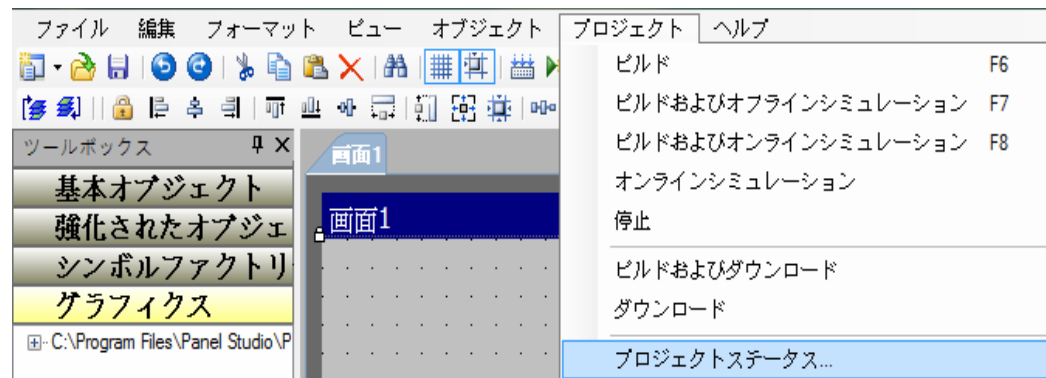 ファイル 編集 フォーマット ビュー オブジェクト プロジェクト ヘルプ
ツールボックス
基本オブジェクト
強化されたオブジェ
シンボルファクトリ
グラフィクス
C:\Program Files\Panel Studio\P
画面1
画面1
ビルド F6
ビルドおよびオフラインシミュレーション F7
ビルドおよびオンラインシミュレーション F8
オンラインシミュレーション
停止
ビルドおよびダウンロード
ダウンロード
プロジェクトステータス...